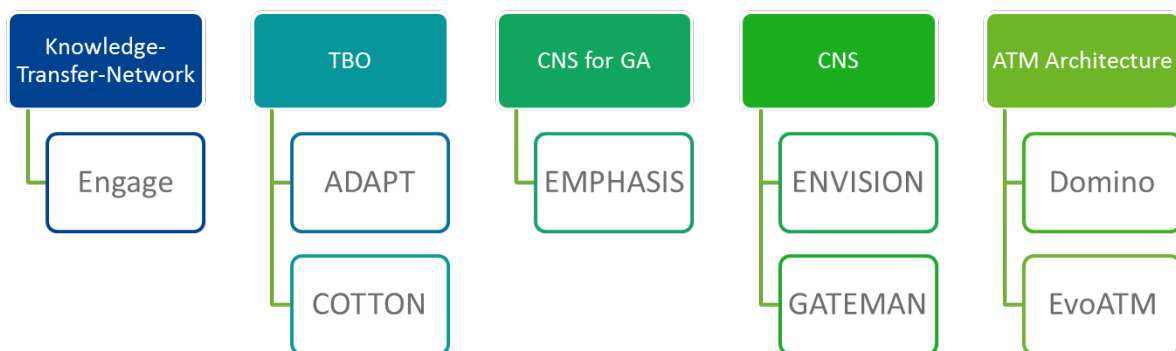 Knowledge-
Transfer-Network
TBO
CNS for GA
CNS
ATM Architecture
Engage
ADAPT
EMPHASIS
ENVISION
Domino
COTTON
GATEMAN
EvoATM